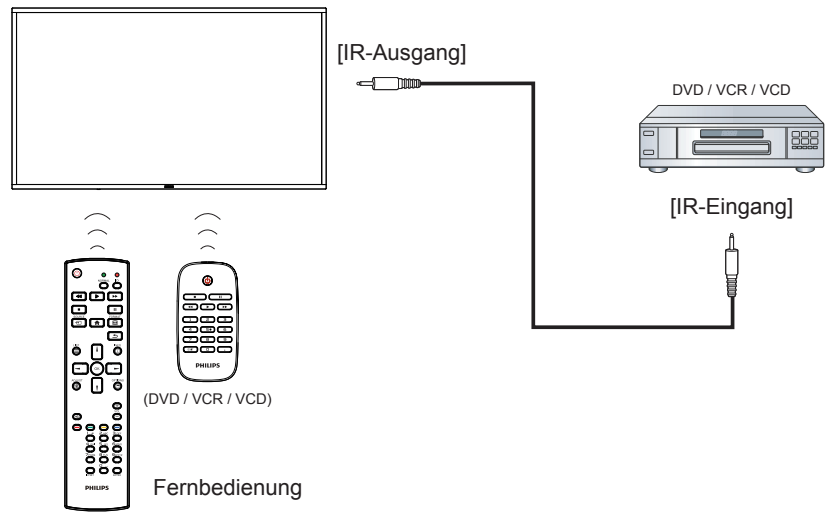 [IR-Ausgang]
DVD / VCR / VCD
[IR-Eingang]
PHILIPS
(DVD / VCR / VCD)
PHILIPS
Fernbedienung